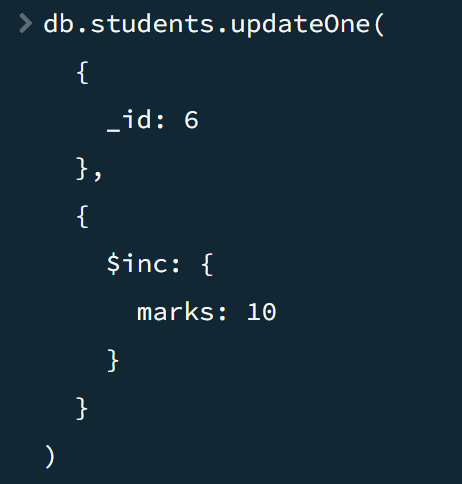 > db.students.updateOne(
{
_id: 6
},
{
$inc: {
marks: 10
}
}
)